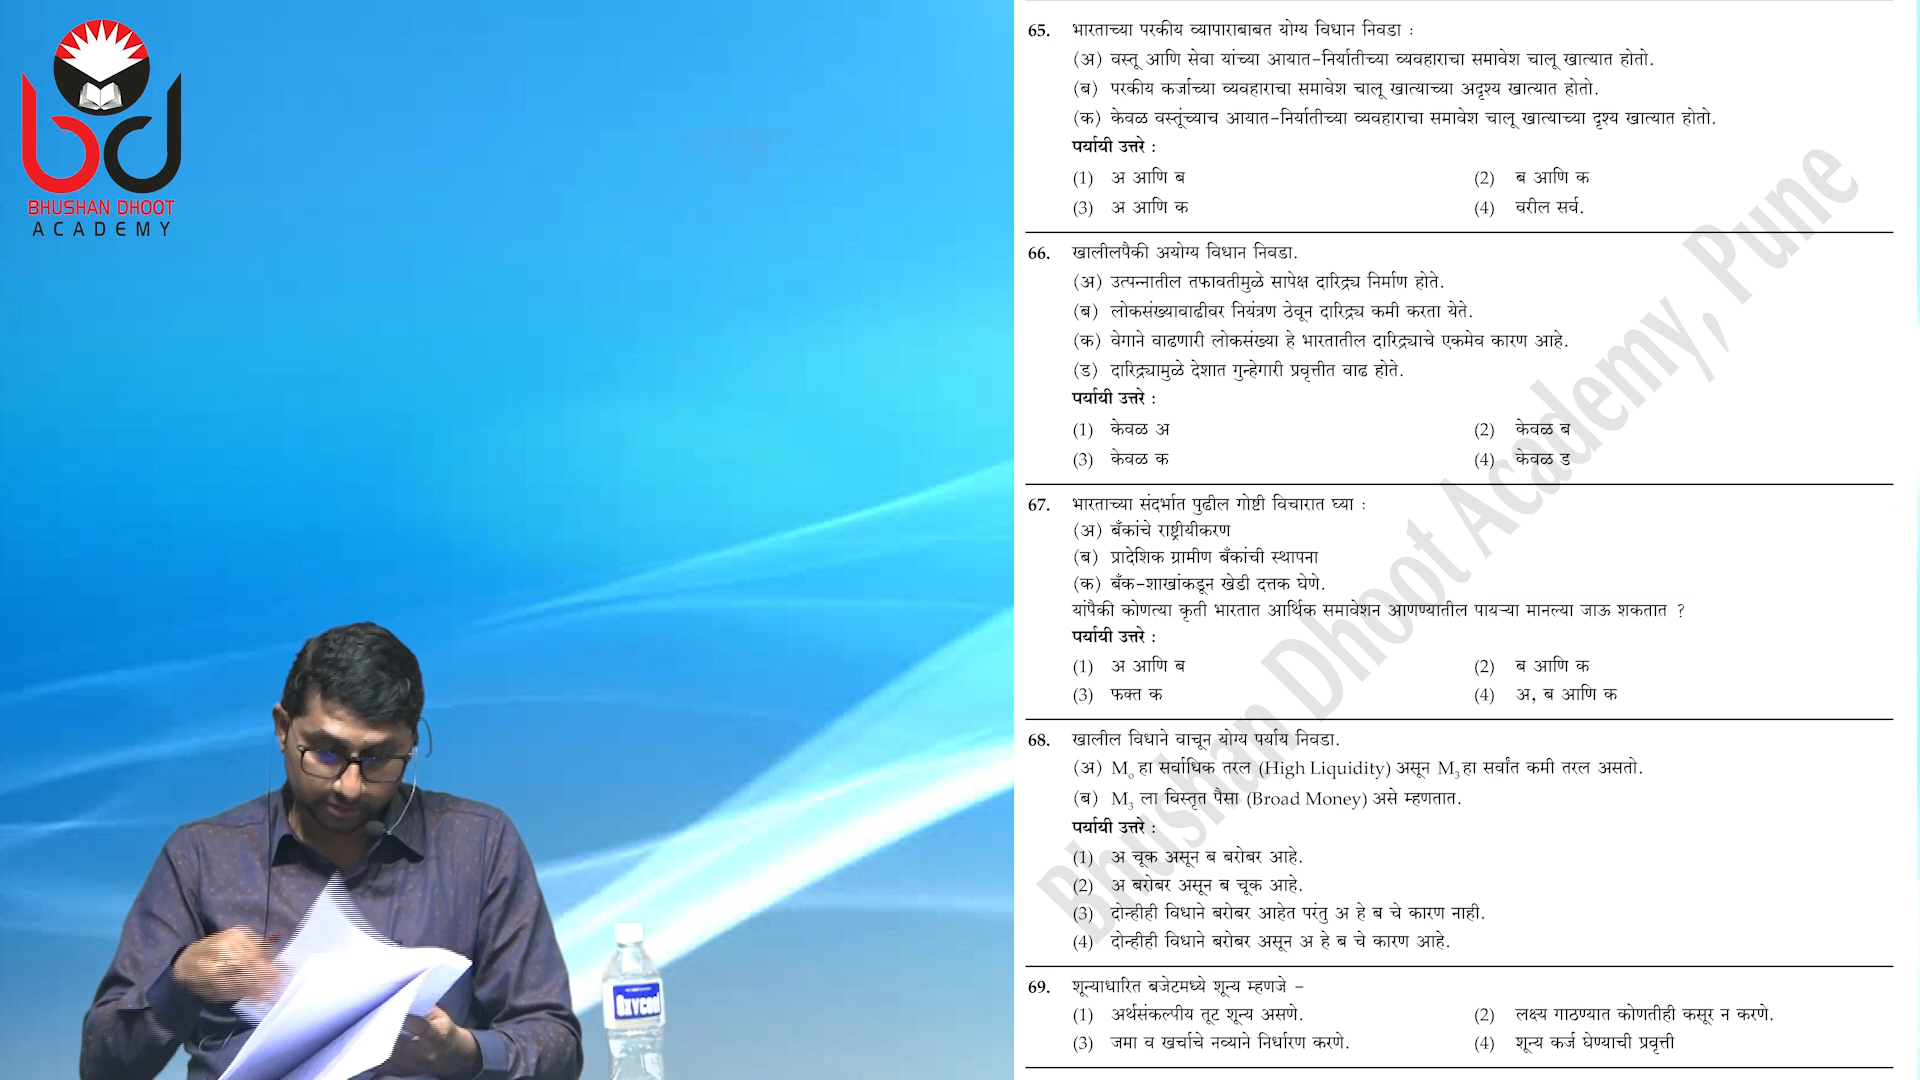 BHUSHAN DHOOT
ACADEMY
65. भारताच्या परकीय व्यापाराबाबत योग्य विधान निवडा :
(अ) वस्तू आणि सेवा यांच्या आयात-निर्यातीच्या व्यवहाराचा समावेश चालू खात्यात होतो.
(ब) परकीय कर्जाच्या व्यवहाराचा समावेश चालू खात्याच्या अदृश्य खात्यात होतो.
(क) केवळ वस्तूंच्याच आयात-निर्यातीच्या व्यवहाराचा समावेश चालू खात्याच्या दृश्य खात्यात होतो.
पर्यायी उत्तरे :
(1) अ आणि ब (2) ब आणि क
(3) अ आणि क (4) वरील सर्व.
66. खालीलपैकी अयोग्य विधान निवडा.
(अ) उत्पन्नातील तफावतीमुळे सापेक्ष दारिद्र्य निर्माण होते.
(ब) लोकसंख्यावाढीवर नियंत्रण ठेवून दारिद्र्य कमी करता येते.
(क) वेगाने वाढणारी लोकसंख्या हे भारतातील दारिद्र्याचे एकमेव कारण आहे.
(ड) दारिद्र्यामुळे देशात गुन्हेगारी प्रवृत्तीत वाढ होते.
पर्यायी उत्तरे :
(1) केवळ अ (2) केवळ ब
(3) केवळ क (4) केवळ ड
67. भारताच्या संदर्भात पुढील गोष्टी विचारात घ्या :
(अ) बँकांचे राष्ट्रीयीकरण
(ब) प्रादेशिक ग्रामीण बँकांची स्थापना
(क) बँक-शाखांकडून खेडी दत्तक घेणे.
यांपैकी कोणत्या कृती भारतात आर्थिक समावेशन आणण्यातील पायऱ्या मानल्या जाऊ शकतात ?
पर्यायी उत्तरे :
(1) अ आणि ब (2) ब आणि क
(3) फक्त क (4) अ, ब आणि क
68. खालील विधाने वाचून योग्य पर्याय निवडा.
(अ) M₀ हा सर्वाधिक तरल (High Liquidity) असून M₃ हा सर्वांत कमी तरल असतो.
(ब) M₃ ला विस्तृत पैसा (Broad Money) असे म्हणतात.
पर्यायी उत्तरे :
(1) अ चूक असून ब बरोबर आहे.
(2) अ बरोबर असून ब चूक आहे.
(3) दोन्हीही विधाने बरोबर आहेत परंतु अ हे ब चे कारण नाही.
(4) दोन्हीही विधाने बरोबर असून अ हे ब चे कारण आहे.
69. शून्याधारित बजेटमध्ये शून्य म्हणजे –
(1) अर्थसंकल्पीय तूट शून्य असणे. (2) लक्ष्य गाठण्यात कोणतीही कसूर न करणे.
(3) जमा व खर्चाचे नव्याने निर्धारण करणे. (4) शून्य कर्ज घेण्याची प्रवृत्ती
Bhushan Dhoot Academy, Pune
OXYCOOL